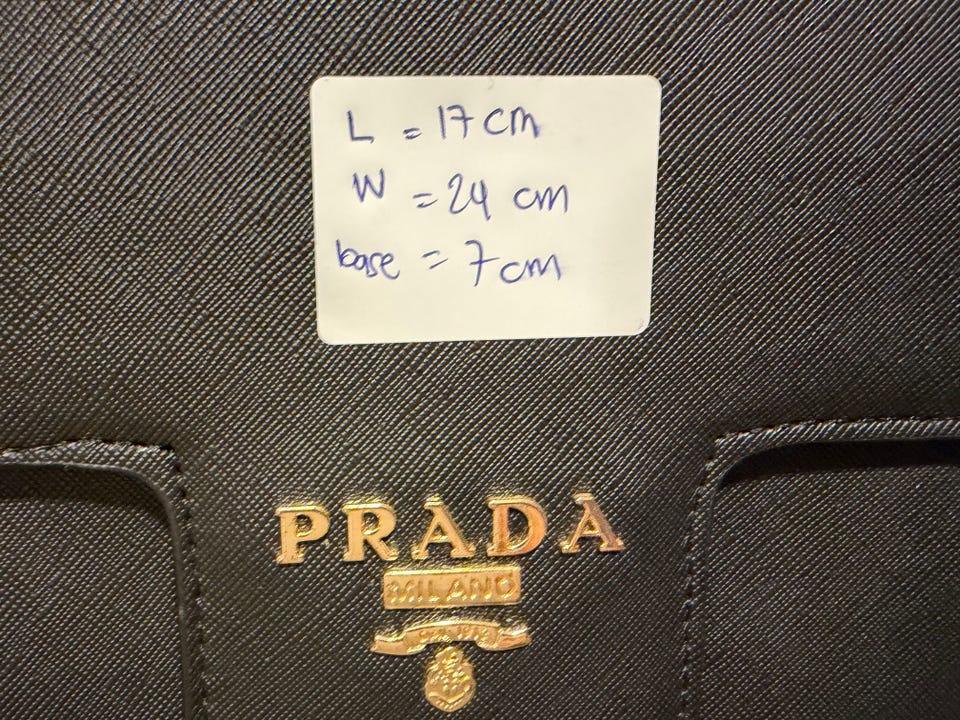 L = 17 cm
W = 24 cm
base = 7 cm
PRADA
MILANO